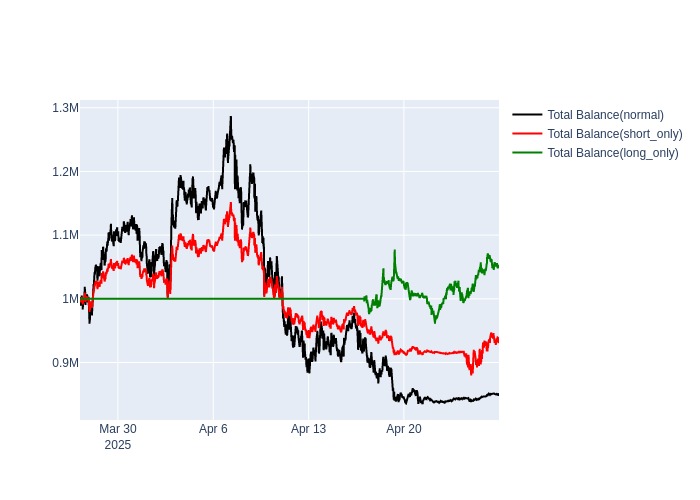 1.3M
1.2M
1.1M
1M
0.9M
Mar 30
2025
Apr 6
Apr 13
Apr 20
Total Balance(normal)
Total Balance(short_only)
Total Balance(long_only)